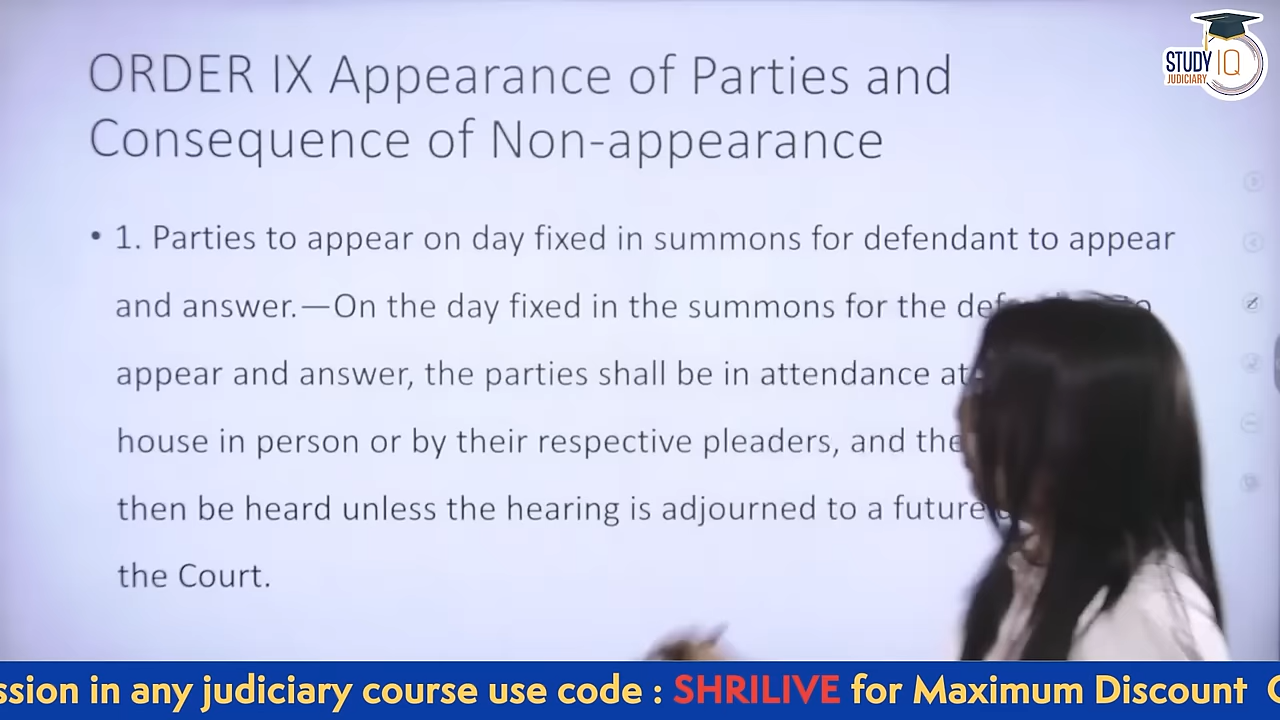 ORDER IX Appearance of Parties and
Consequence of Non-appearance
STUDY IQ
JUDICIARY
• 1. Parties to appear on day fixed in summons for defendant to appear
and answer.—On the day fixed in the summons for the
appear and answer, the parties shall be in attendance at
house in person or by their respective pleaders, and
then be heard unless the hearing is adjourned to a future
the Court.
in any judiciary course use code : SHRILIVE for Maximum Discount